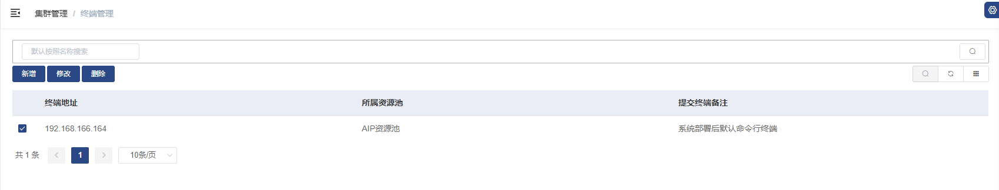 集群管理 / 终端管理
默认按照名称搜索
新增 修改 删除
终端地址 所属资源池 提交终端备注
192.168.166.164 AIP资源池 系统部署后默认命令行终端
共 1 条 1 10条/页